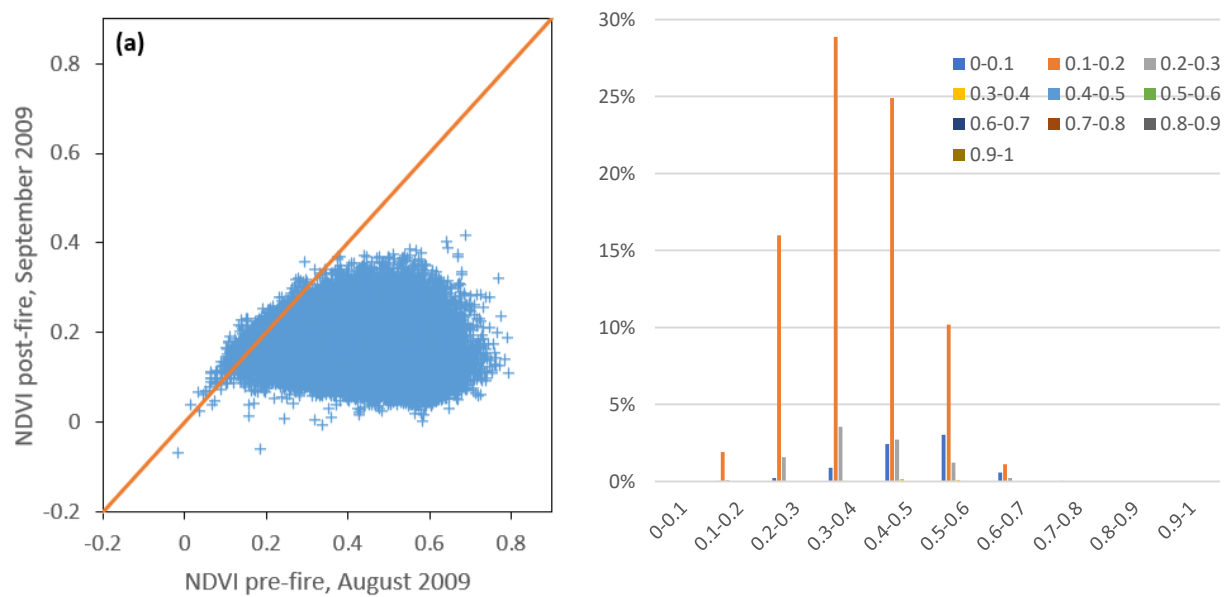 (a)
0.8
0.6
0.4
0.2
0
-0.2
NDVI post-fire, September 2009
-0.2 0 0.2 0.4 0.6 0.8
NDVI pre-fire, August 2009
30%
25%
20%
15%
10%
5%
0%
0-0.1 0.1-0.2 0.2-0.3
0.3-0.4 0.4-0.5 0.5-0.6
0.6-0.7 0.7-0.8 0.8-0.9
0.9-1
0-0.1 0.1-0.2 0.2-0.3 0.3-0.4 0.4-0.5 0.5-0.6 0.6-0.7 0.7-0.8 0.8-0.9 0.9-1